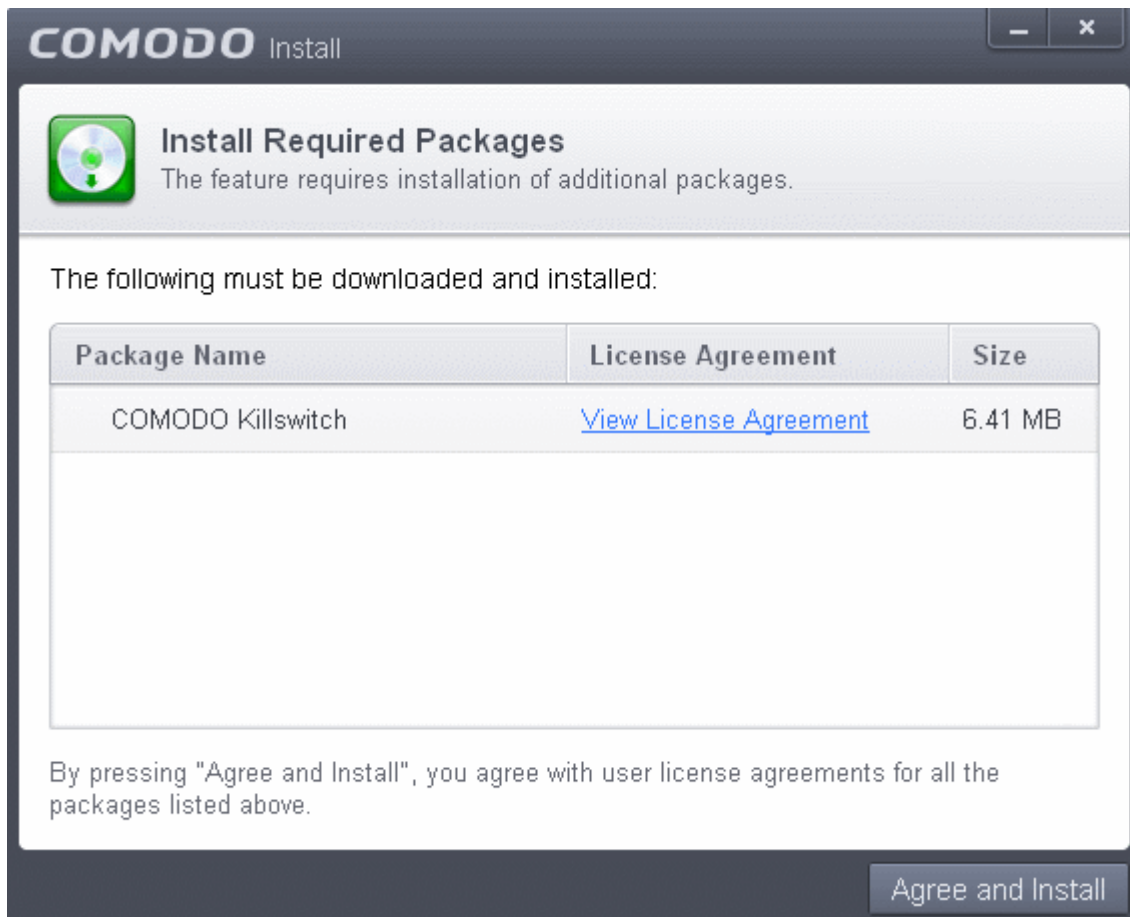 COMODO Install
Install Required Packages
The feature requires installation of additional packages.
The following must be downloaded and installed:
Package Name License Agreement Size
COMODO Killswitch View License Agreement 6.41 MB
By pressing "Agree and Install", you agree with user license agreements for all the
packages listed above.
Agree and Install